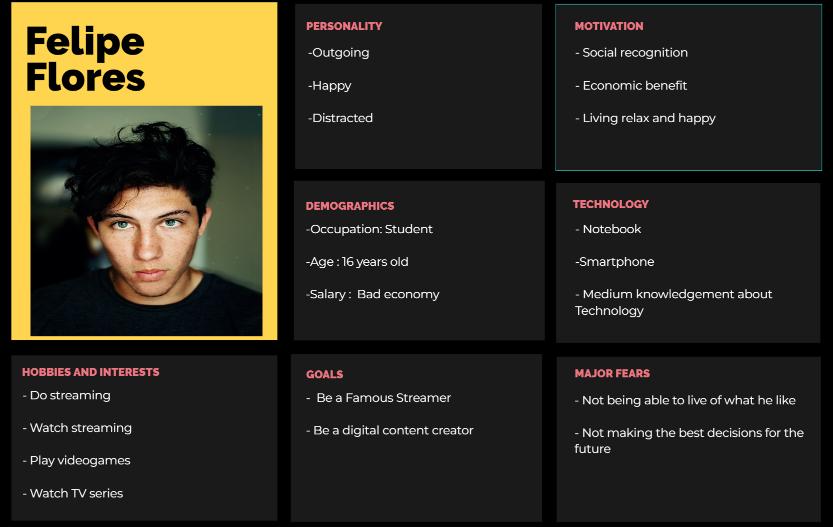 Felipe
Flores
PERSONALITY
-Outgoing
-Happy
-Distracted
MOTIVATION
- Social recognition
- Economic benefit
- Living relax and happy
DEMOGRAPHICS
-Occupation: Student
-Age : 16 years old
-Salary :  Bad economy
TECHNOLOGY
- Notebook
-Smartphone
- Medium knowledgement about
Technology
HOBBIES AND INTERESTS
- Do streaming
- Watch streaming
- Play videogames
- Watch TV series
GOALS
-  Be a Famous Streamer
- Be a digital content creator
MAJOR FEARS
- Not being able to live of what he like
- Not making the best decisions for the
future